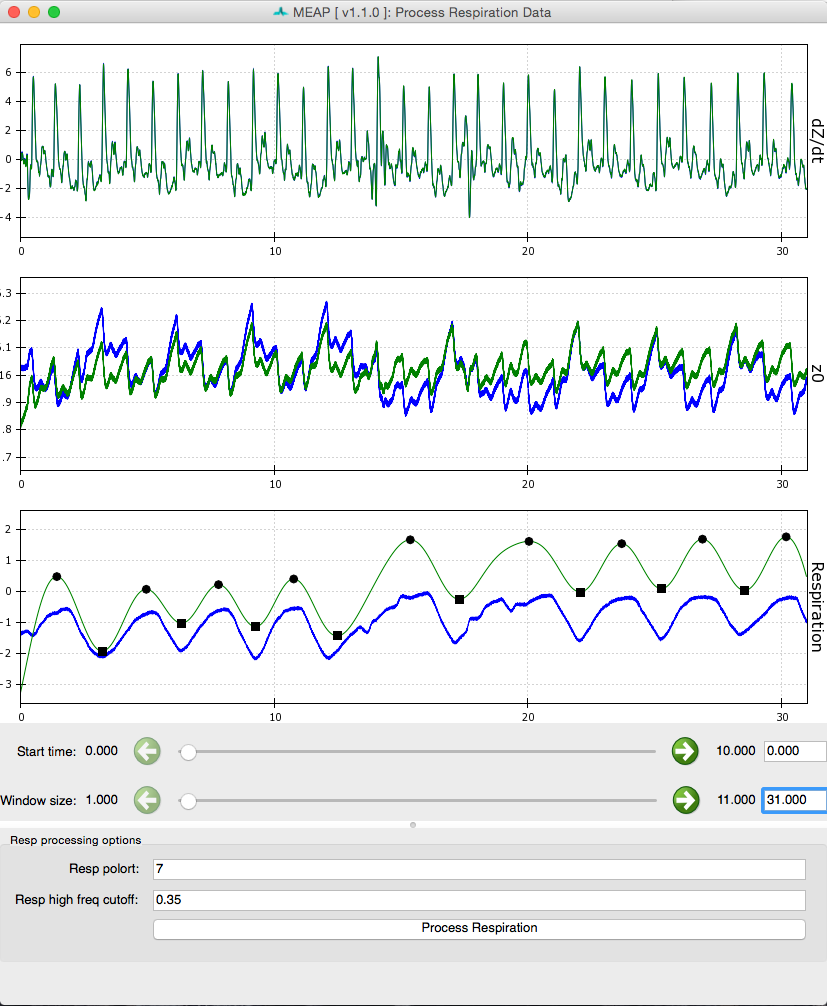 MEAP [ v1.1.0 ]: Process Respiration Data
6
4
2
0
-2
-4
dZ/dt
0 10 20 30
.3
.2
.1
16
.9
.8
.7
z0
0 10 20 30
2
1
0
-1
-2
-3
Respiration
0 10 20 30
Start time: 0.000 10.000 0.000
Window size: 1.000 11.000 31.000
Resp processing options
Resp polort: 7
Resp high freq cutoff: 0.35
Process Respiration